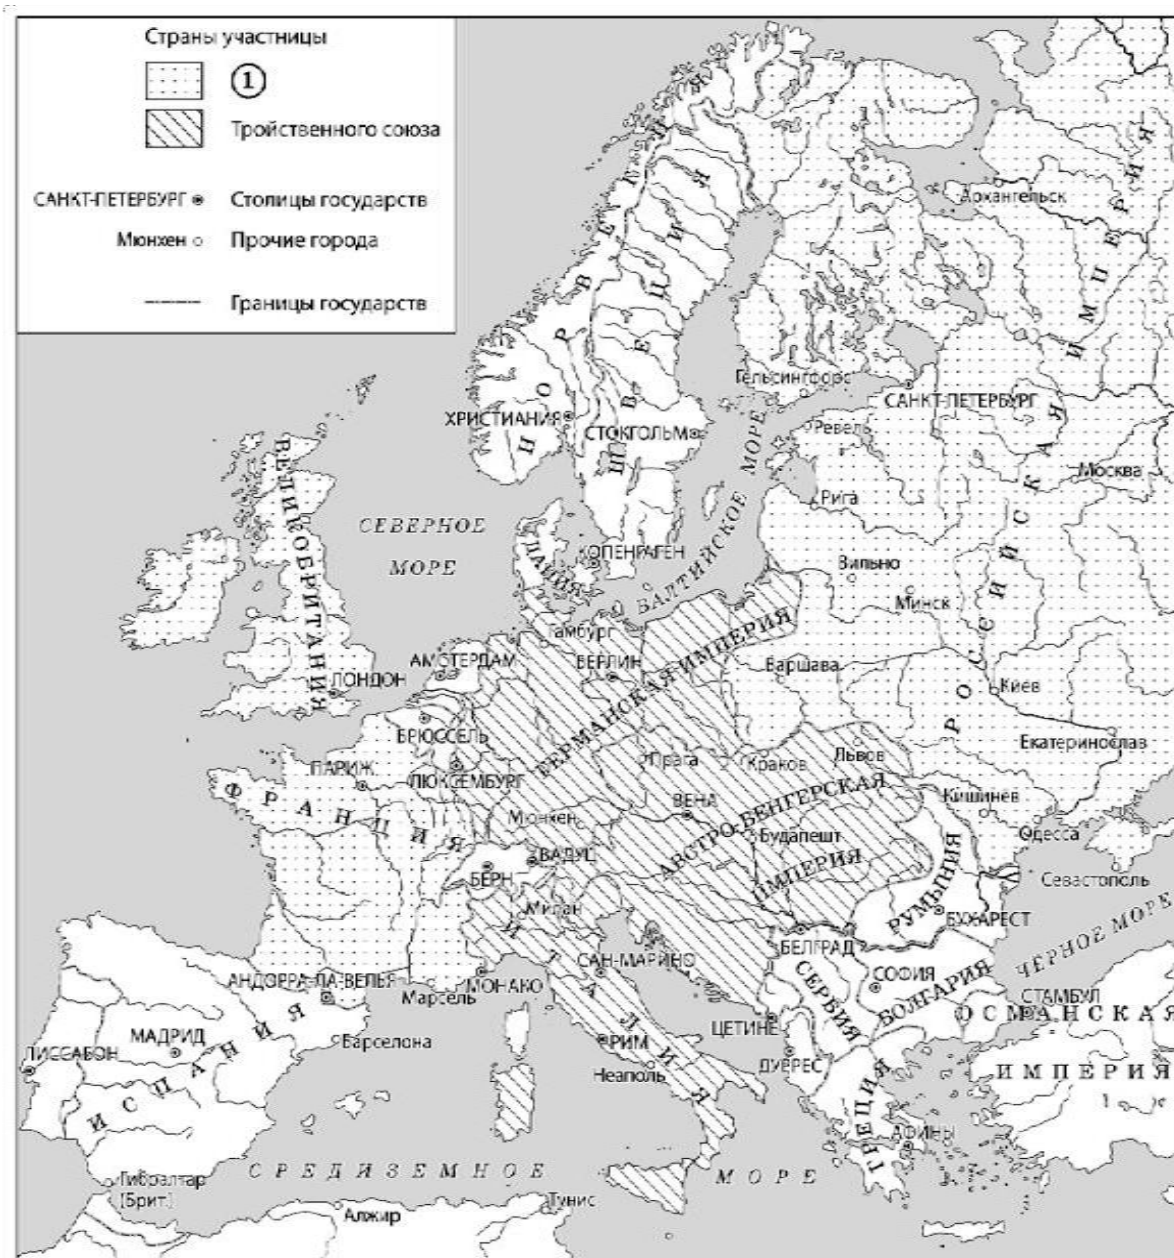 Страны участницы
1
Тройственного союза
САНКТ-ПЕТЕРБУРГ
Столицы государств
Мюнхен
Прочие города
Границы государств
НОРВЕГИЯ
ШВЕЦИЯ
РОССИЙСКАЯ ИМПЕРИЯ
Архангельск
Гельсингфорс
САНКТ-ПЕТЕРБУРГ
ХРИСТИАНИЯ
СТОКГОЛЬМ
Ревель
Москва
ВЕЛИКОБРИТАНИЯ
Рига
СЕВЕРНОЕ
МОРЕ
БАЛТИЙСКОЕ МОРЕ
ДАНИЯ
КОПЕНГАГЕН
Вильно
Минск
Гамбург
АМСТЕРДАМ
БЕРЛИН
ГЕРМАНСКАЯ ИМПЕРИЯ
Варшава
ЛОНДОН
Киев
БРЮССЕЛЬ
Екатеринослав
ПАРИЖ
ЛЮКСЕМБУРГ
Прага
Краков
Львов
ФРАНЦИЯ
Мюнхен
ВЕНА
АВСТРО-ВЕНГЕРСКАЯ
ИМПЕРИЯ
Кишинев
Будапешт
Одесса
ВАДУЦ
БЕРН
Севастополь
РУМЫНИЯ
Милан
БУХАРЕСТ
БЕЛГРАД
ИТАЛИЯ
САН-МАРИНО
АНДОРРА-ЛА-ВЕЛЬЯ
МОНАКО
Марсель
СЕРБИЯ
СОФИЯ
БОЛГАРИЯ
ЧЕРНОЕ МОРЕ
СТАМБУЛ
ОСМАНСКАЯ
ИМПЕРИЯ
ЦЕТИНЕ
МАДРИД
ЛИССАБОН
Барселона
РИМ
Неаполь
ДУРРЕС
ИСПАНИЯ
ГРЕЦИЯ
АФИНЫ
Гибралтар
(Брит.)
СРЕДИЗЕМНОЕ МОРЕ
Алжир
Тунис